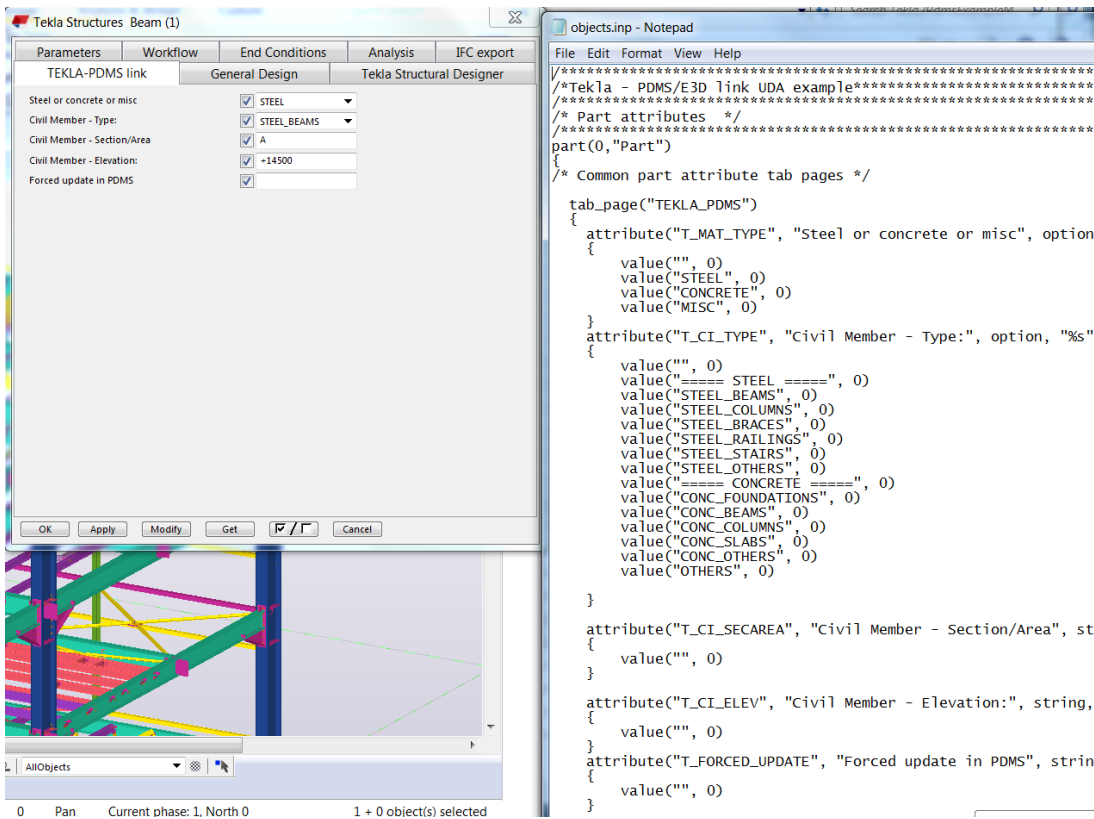 Tekla Structures Beam (1)
Parameters Workflow End Conditions Analysis IFC export
TEKLA-PDMS link General Design Tekla Structural Designer
Steel or concrete or misc STEEL
Civil Member - Type: STEEL_BEAMS
Civil Member - Section/Area A
Civil Member - Elevation: +14500
Forced update in PDMS
OK Apply Modify Get / Cancel
AllObjects
0 Pan Current phase: 1, North 0 1 + 0 object(s) selected
objects.inp - Notepad
File Edit Format View Help
/**************************************************************
/*Tekla - PDMS/E3D link UDA example****************************
/**************************************************************
/* Part attributes */
/**************************************************************
part(0,"Part")
{
/* Common part attribute tab pages */
tab_page("TEKLA_PDMS")
{
attribute("T_MAT_TYPE", "Steel or concrete or misc", option
{
value("", 0)
value("STEEL", 0)
value("CONCRETE", 0)
value("MISC", 0)
}
attribute("T_CI_TYPE", "Civil Member - Type:", option, "%s"
{
value("", 0)
value("===== STEEL =====", 0)
value("STEEL_BEAMS", 0)
value("STEEL_COLUMNS", 0)
value("STEEL_BRACES", 0)
value("STEEL_RAILINGS", 0)
value("STEEL_STAIRS", 0)
value("STEEL_OTHERS", 0)
value("===== CONCRETE =====", 0)
value("CONC_FOUNDATIONS", 0)
value("CONC_BEAMS", 0)
value("CONC_COLUMNS", 0)
value("CONC_SLABS", 0)
value("CONC_OTHERS", 0)
value("OTHERS", 0)
}
attribute("T_CI_SECAREA", "Civil Member - Section/Area", st
{
value("", 0)
}
attribute("T_CI_ELEV", "Civil Member - Elevation:", string,
{
value("", 0)
}
attribute("T_FORCED_UPDATE", "Forced update in PDMS", strin
{
value("", 0)
}